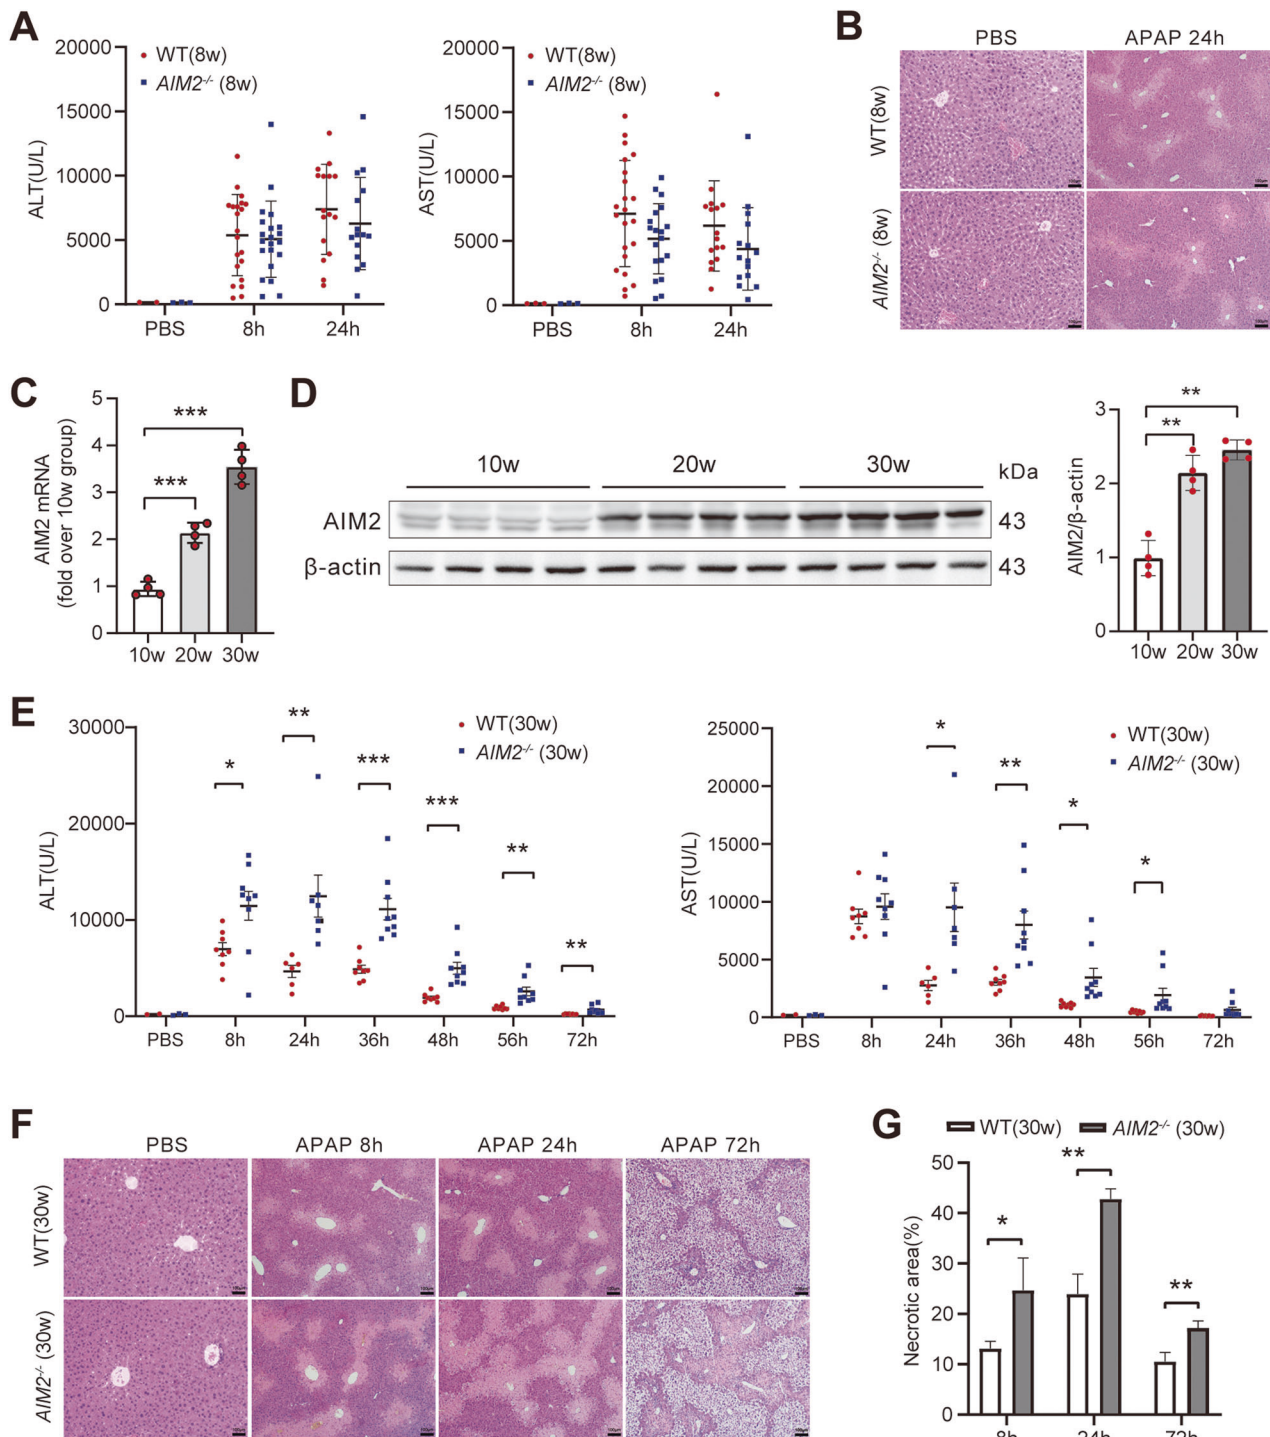 A
20000
15000
10000
5000
0
ALT(U/L)
WT(8w)
AIM2-/- (8w)
PBS
8h
24h
20000
15000
10000
5000
0
AST(U/L)
WT(8w)
AIM2-/- (8w)
PBS
8h
24h
B
PBS
APAP 24h
WT(8w)
AIM2-/- (8w)
C
5
4
3
2
1
0
AIM2 mRNA
(fold over 10w group)
***
***
10w
20w
30w
D
10w
20w
30w
kDa
AIM2
43
β-actin
43
3
2
1
0
AIM2/β-actin
**
**
10w
20w
30w
E
30000
20000
10000
0
ALT(U/L)
WT(30w)
AIM2-/- (30w)
*
**
***
***
**
**
PBS
8h
24h
36h
48h
56h
72h
25000
20000
15000
10000
5000
0
AST(U/L)
WT(30w)
AIM2-/- (30w)
*
**
*
*
PBS
8h
24h
36h
48h
56h
72h
F
PBS
APAP 8h
APAP 24h
APAP 72h
WT(30w)
AIM2-/- (30w)
G
WT(30w)
AIM2-/- (30w)
50
40
30
20
10
0
Necrotic area(%)
*
**
**
8h
24h
72h